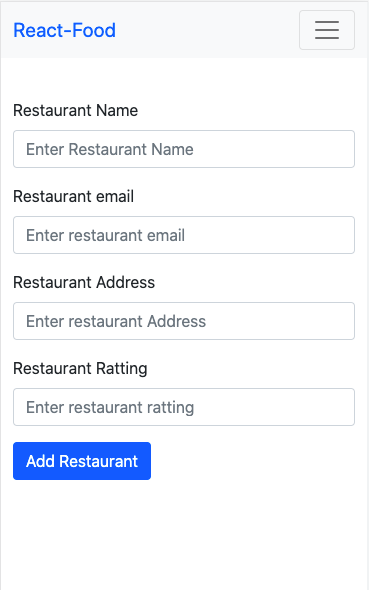 React-Food
Restaurant Name
Enter Restaurant Name
Restaurant email
Enter restaurant email
Restaurant Address
Enter restaurant Address
Restaurant Ratting
Enter restaurant ratting
Add Restaurant